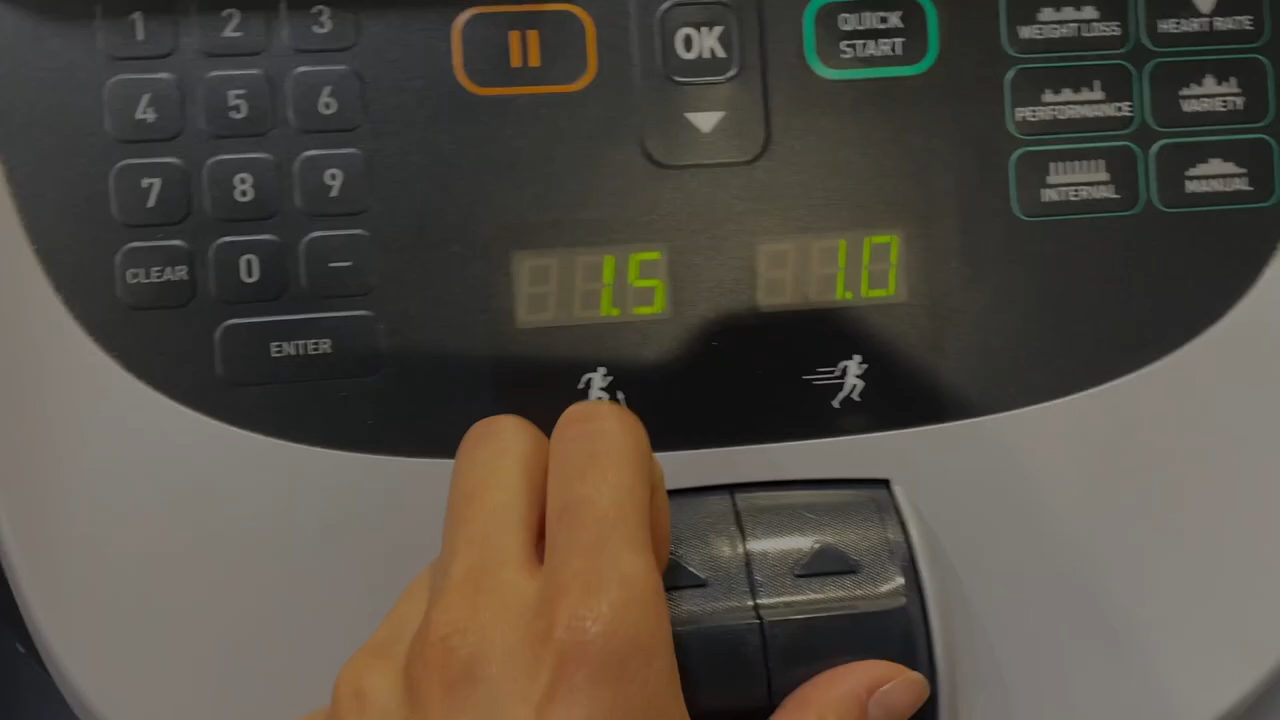 1 2 3
4 5 6
7 8 9
CLEAR 0 —
ENTER
OK
QUICK
START
WEIGHT LOSS
HEART RATE
PERFORMANCE
VARIETY
INTERVAL
MANUAL
1.5
1.0